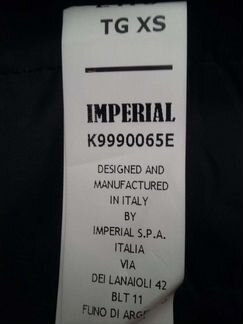 TG XS
IMPERIAL
K9990065E
DESIGNED AND
MANUFACTURED
IN ITALY
BY
IMPERIAL S.P.A.
ITALIA
VIA
DEI LANAIOLI 42
BLT 11
FUNO DI